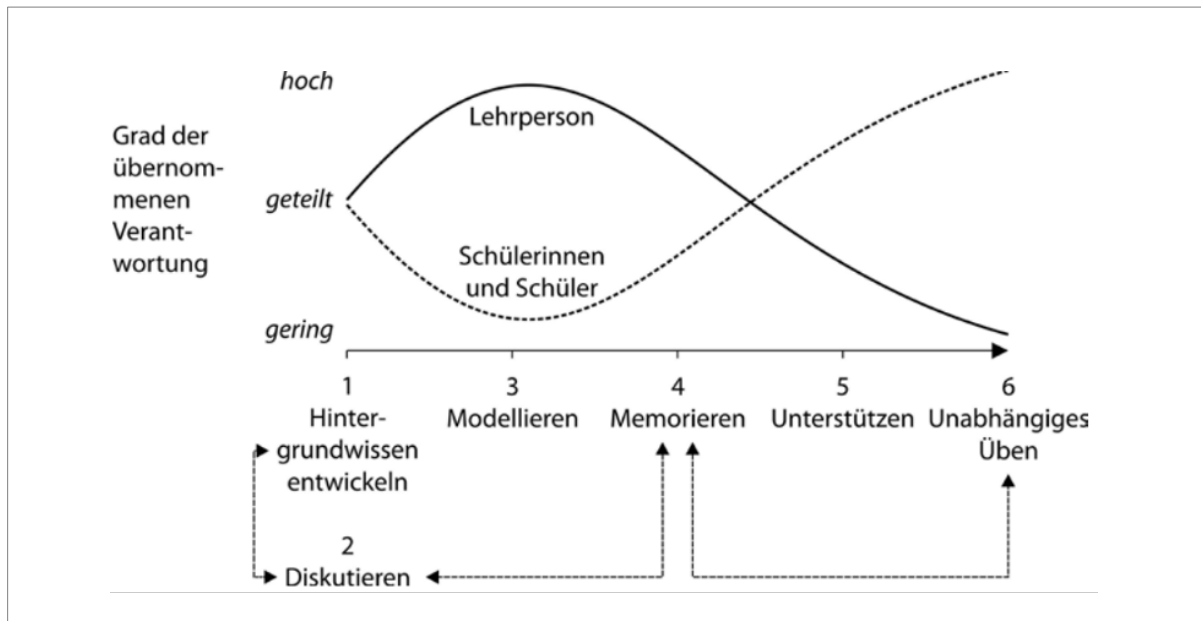 hoch
Lehrperson
Grad der
übernom-
menen
Verant-
wortung
geteilt
Schülerinnen
und Schüler
gering
1
Hinter-
grundwissen
entwickeln
3
Modellieren
4
Memorieren
5
Unterstützen
6
Unabhängiges
Üben
2
Diskutieren